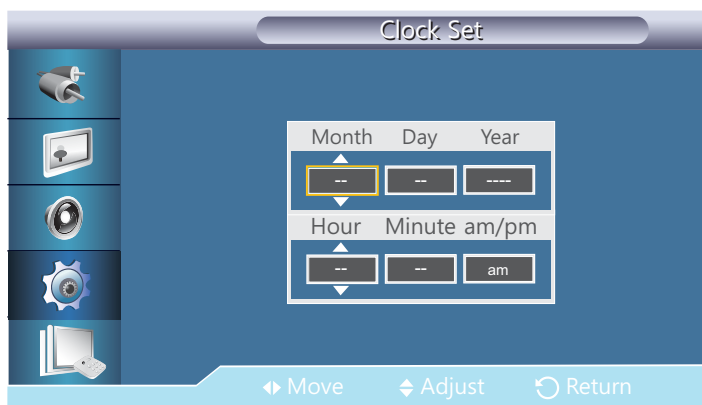 Clock Set
Month Day Year
-- -- ----
Hour Minute am/pm
-- -- am
Move Adjust Return